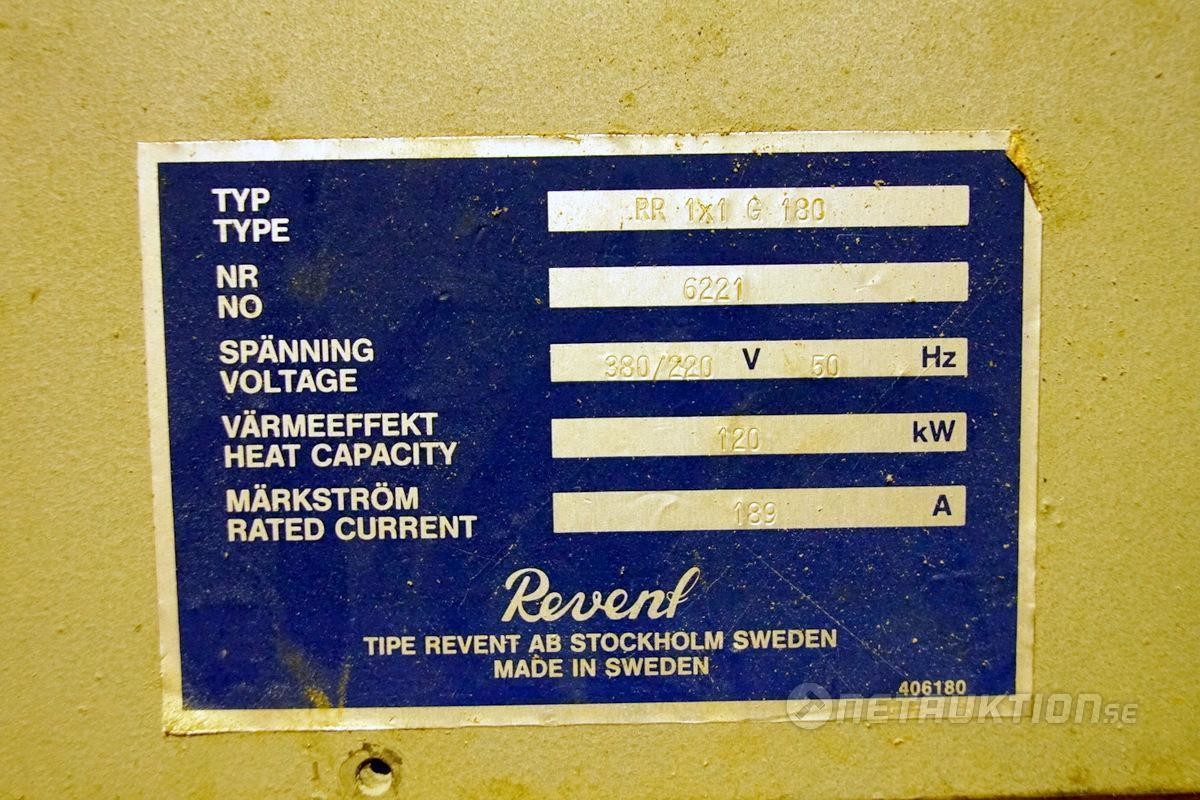 TYP
TYPE
RR 1x1 G 180
NR
NO
6221
SPÄNNING
VOLTAGE
380/220 V 50 Hz
VÄRMEEFFEKT
HEAT CAPACITY
120 kW
MÄRKSTRÖM
RATED CURRENT
189 A
Revent
TIPE REVENT AB STOCKHOLM SWEDEN
MADE IN SWEDEN
406180
NETAUKTION.SE